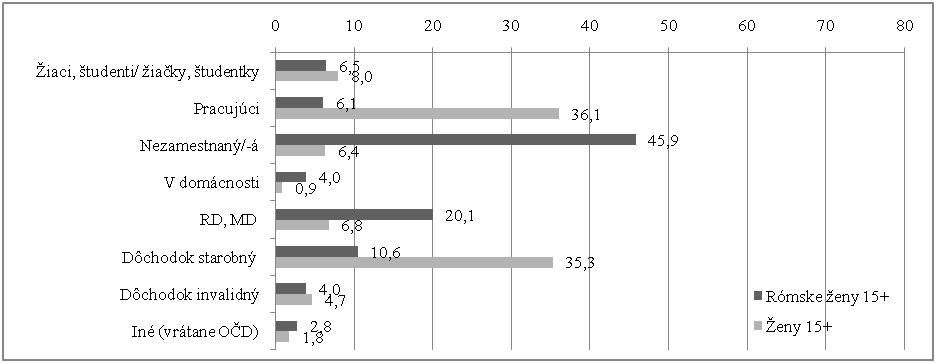 0 10 20 30 40 50 60 70 80
Žiaci, študenti/ žiačky, študentky 6,5
8,0
Pracujúci 6,1
36,1
Nezamestnaný/-á 45,9
6,4
V domácnosti 4,0
0,9
RD, MD 20,1
6,8
Dôchodok starobný 10,6
35,3
Dôchodok invalidný 4,0
4,7
Iné (vrátane OČD) 2,8
1,8
Rómske ženy 15+
Ženy 15+